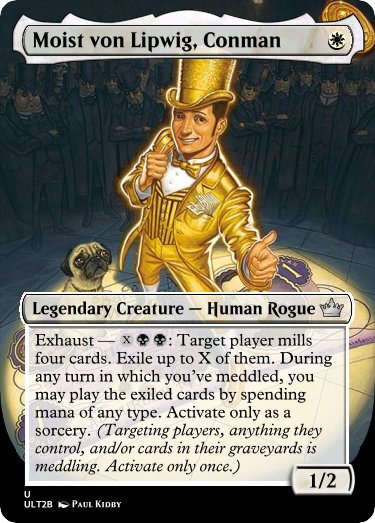 Moist von Lipwig, Conman
Legendary Creature — Human Rogue
Exhaust — X: Target player mills
four cards. Exile up to X of them. During
any turn in which you’ve meddled, you
may play the exiled cards by spending
mana of any type. Activate only as a
sorcery. (Targeting players, anything they
control, and/or cards in their graveyards is
meddling. Activate only once.)
1/2
U
ULT2B Paul Kidby